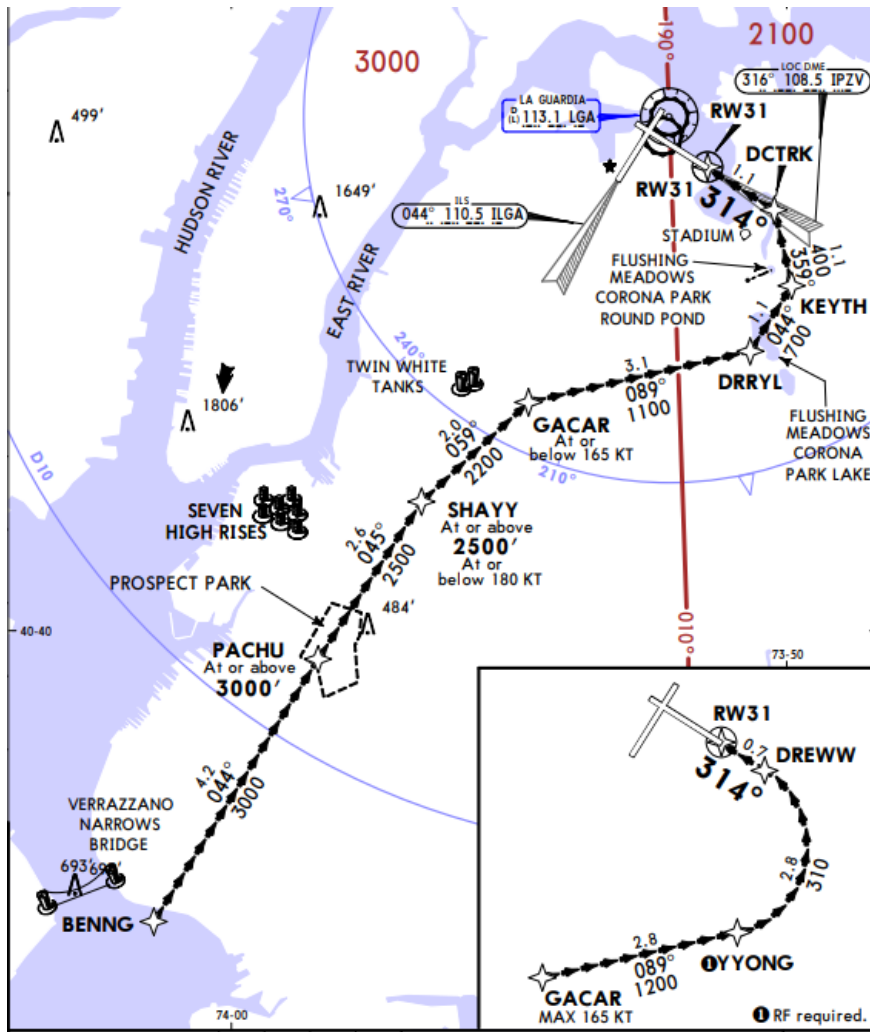 3000
190°
2100
LOC DME
316° 108.5 IPZV
499'
LA GUARDIA
D
(L) 113.1 LGA
RW31
DCTRK
1.1
RW31
314°
HUDSON RIVER
270°
1649'
ILS
044° 110.5 ILGA
STADIUM
1.1
400
359°
EAST RIVER
FLUSHING
MEADOWS
CORONA PARK
ROUND POND
KEYTH
1.1
044°
700
240°
TWIN WHITE
TANKS
3.1
089°
1100
DRRYL
1806'
GACAR
At or
below 165 KT
FLUSHING
MEADOWS
CORONA
PARK LAKE
2.0
059°
2200
D10
210°
SEVEN
HIGH RISES
SHAYY
At or above
2500'
At or
below 180 KT
2.6
045°
2500
PROSPECT PARK
484'
40-40
PACHU
At or above
3000'
010°
73-50
4.2
044°
3000
VERRAZZANO
NARROWS
BRIDGE
693'
BENNG
74-00
RW31
0.7
DREWW
314°
2.8
310
2.8
089°
1200
1 YYONG
GACAR
MAX 165 KT
1 RF required.